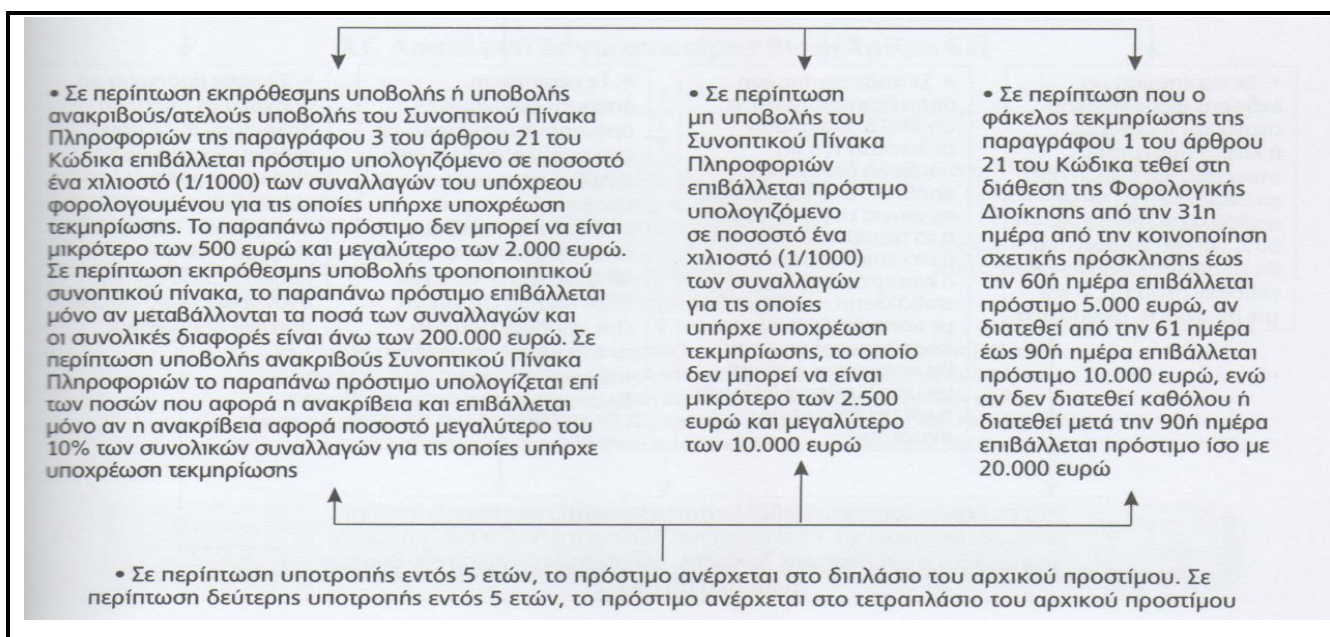 • Σε περίπτωση εκπρόθεσμης υποβολής ή υποβολής
ανακριβούς/ατελούς υποβολής του Συνοπτικού Πίνακα
Πληροφοριών της παραγράφου 3 του άρθρου 21 του
Κώδικα επιβάλλεται πρόστιμο υπολογιζόμενο σε ποσοστό
ένα χιλιοστό (1/1000) των συναλλαγών του υπόχρεου
φορολογουμένου για τις οποίες υπήρχε υποχρέωση
τεκμηρίωσης. Το παραπάνω πρόστιμο δεν μπορεί να είναι
μικρότερο των 500 ευρώ και μεγαλύτερο των 2.000 ευρώ.
Σε περίπτωση εκπρόθεσμης υποβολής τροποποιητικού
συνοπτικού πίνακα, το παραπάνω πρόστιμο επιβάλλεται
μόνο αν μεταβάλλονται τα ποσά των συναλλαγών και
οι συνολικές διαφορές είναι άνω των 200.000 ευρώ. Σε
περίπτωση υποβολής ανακριβούς Συνοπτικού Πίνακα
Πληροφοριών το παραπάνω πρόστιμο υπολογίζεται επί
των ποσών που αφορά η ανακρίβεια και επιβάλλεται
μόνο αν η ανακρίβεια αφορά ποσοστό μεγαλύτερο του
10% των συνολικών συναλλαγών για τις οποίες υπήρχε
υποχρέωση τεκμηρίωσης
• Σε περίπτωση
μη υποβολής του
Συνοπτικού Πίνακα
Πληροφοριών
επιβάλλεται πρόστιμο
υπολογιζόμενο
σε ποσοστό ένα
χιλιοστό (1/1000)
των συναλλαγών
για τις οποίες
υπήρχε υποχρέωση
τεκμηρίωσης, το οποίο
δεν μπορεί να είναι
μικρότερο των 2.500
ευρώ και μεγαλύτερο
των 10.000 ευρώ
• Σε περίπτωση που ο
φάκελος τεκμηρίωσης της
παραγράφου 1 του άρθρου
21 του Κώδικα τεθεί στη
διάθεση της Φορολογικής
Διοίκησης από την 31η
ημέρα από την κοινοποίηση
σχετικής πρόσκλησης έως
την 60ή ημέρα επιβάλλεται
πρόστιμο 5.000 ευρώ, αν
διατεθεί από την 61 ημέρα
έως 90ή ημέρα επιβάλλεται
πρόστιμο 10.000 ευρώ, ενώ
αν δεν διατεθεί καθόλου ή
διατεθεί μετά την 90ή ημέρα
επιβάλλεται πρόστιμο ίσο με
20.000 ευρώ
• Σε περίπτωση υποτροπής εντός 5 ετών, το πρόστιμο ανέρχεται στο διπλάσιο του αρχικού προστίμου. Σε
περίπτωση δεύτερης υποτροπής εντός 5 ετών, το πρόστιμο ανέρχεται στο τετραπλάσιο του αρχικού προστίμου